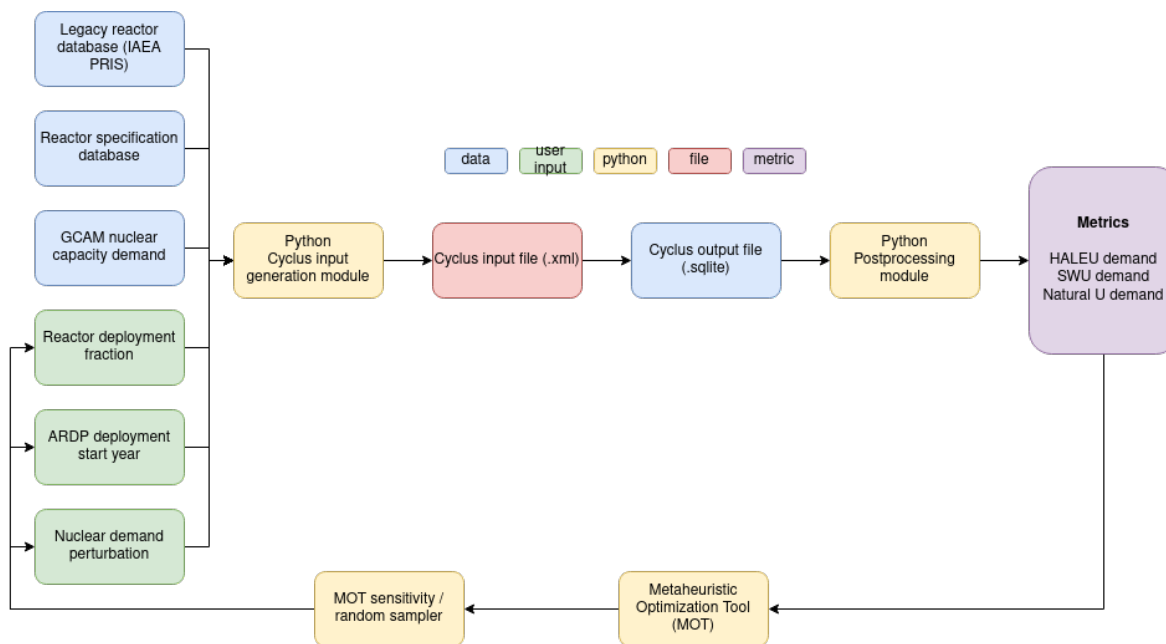 Legacy reactor
database (IAEA
PRIS)
Reactor specification
database
data
user
input
python
file
metric
GCAM nuclear
capacity demand
Python
Cyclus input
generation module
Cyclus input file (.xml)
Cyclus output file
(.sqlite)
Python
Postprocessing
module
Metrics
HALEU demand
SWU demand
Natural U demand
Reactor deployment
fraction
ARDP deployment
start year
Nuclear demand
perturbation
MOT sensitivity /
random sampler
Metaheuristic
Optimization Tool
(MOT)